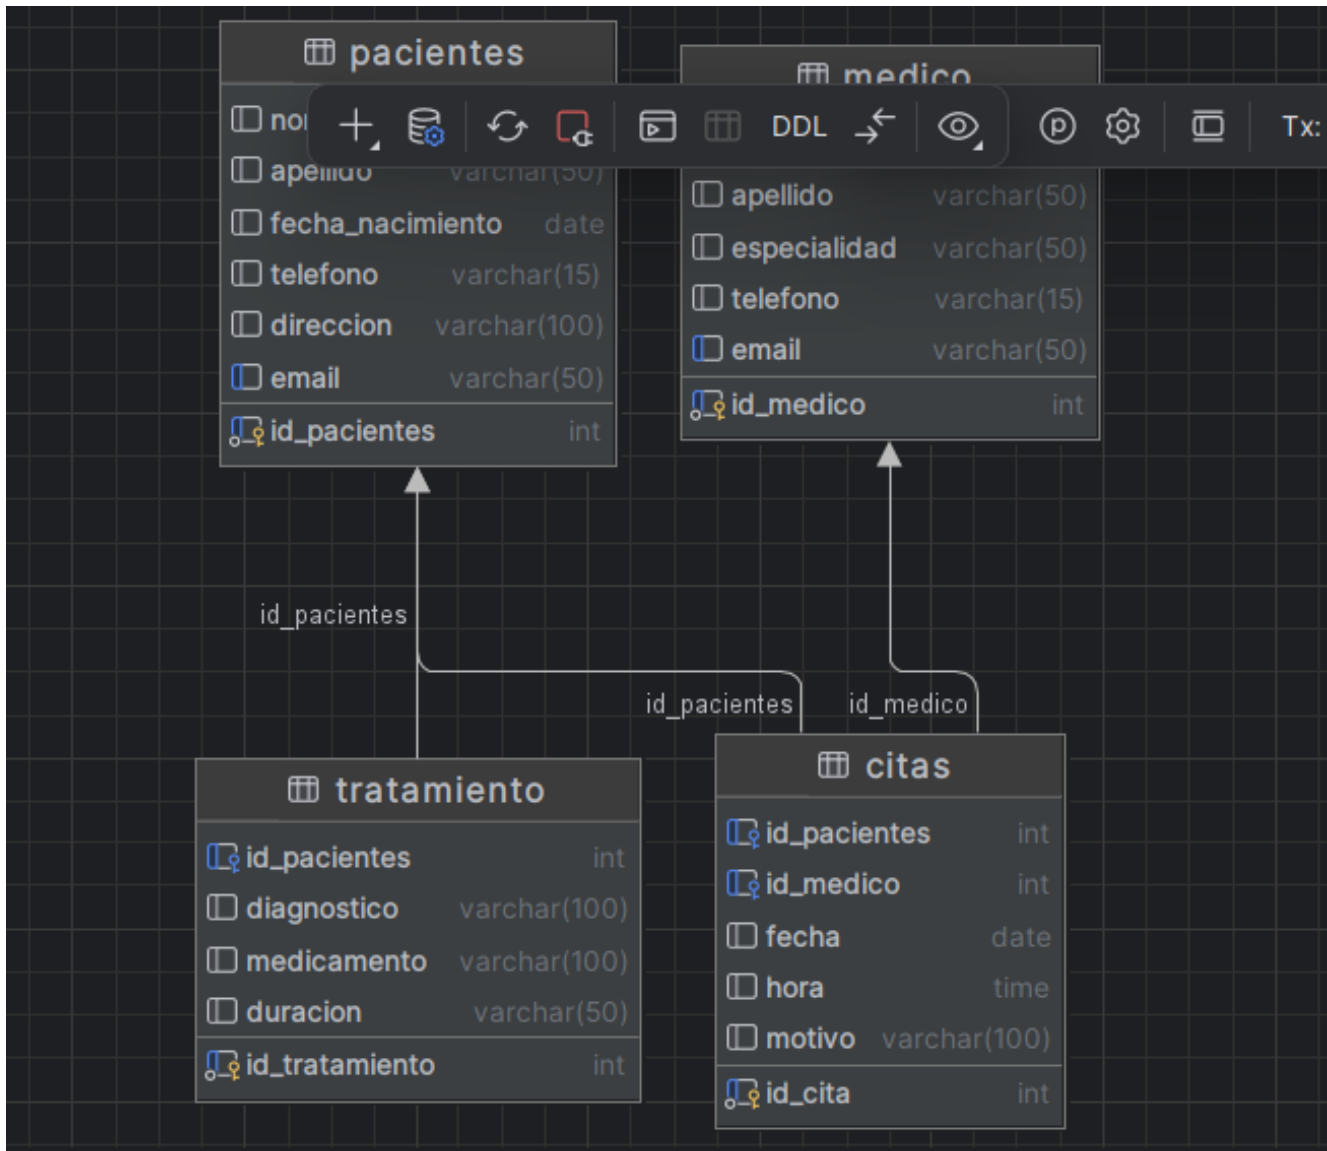 pacientes
medico
DDL
Tx:
apellido varchar(50)
fecha_nacimiento date
telefono varchar(15)
direccion varchar(100)
email varchar(50)
id_pacientes int
apellido varchar(50)
especialidad varchar(50)
telefono varchar(15)
email varchar(50)
id_medico int
id_pacientes
id_pacientes
id_medico
tratamiento
id_pacientes int
diagnostico varchar(100)
medicamento varchar(100)
duracion varchar(50)
id_tratamiento int
citas
id_pacientes int
id_medico int
fecha date
hora time
motivo varchar(100)
id_cita int